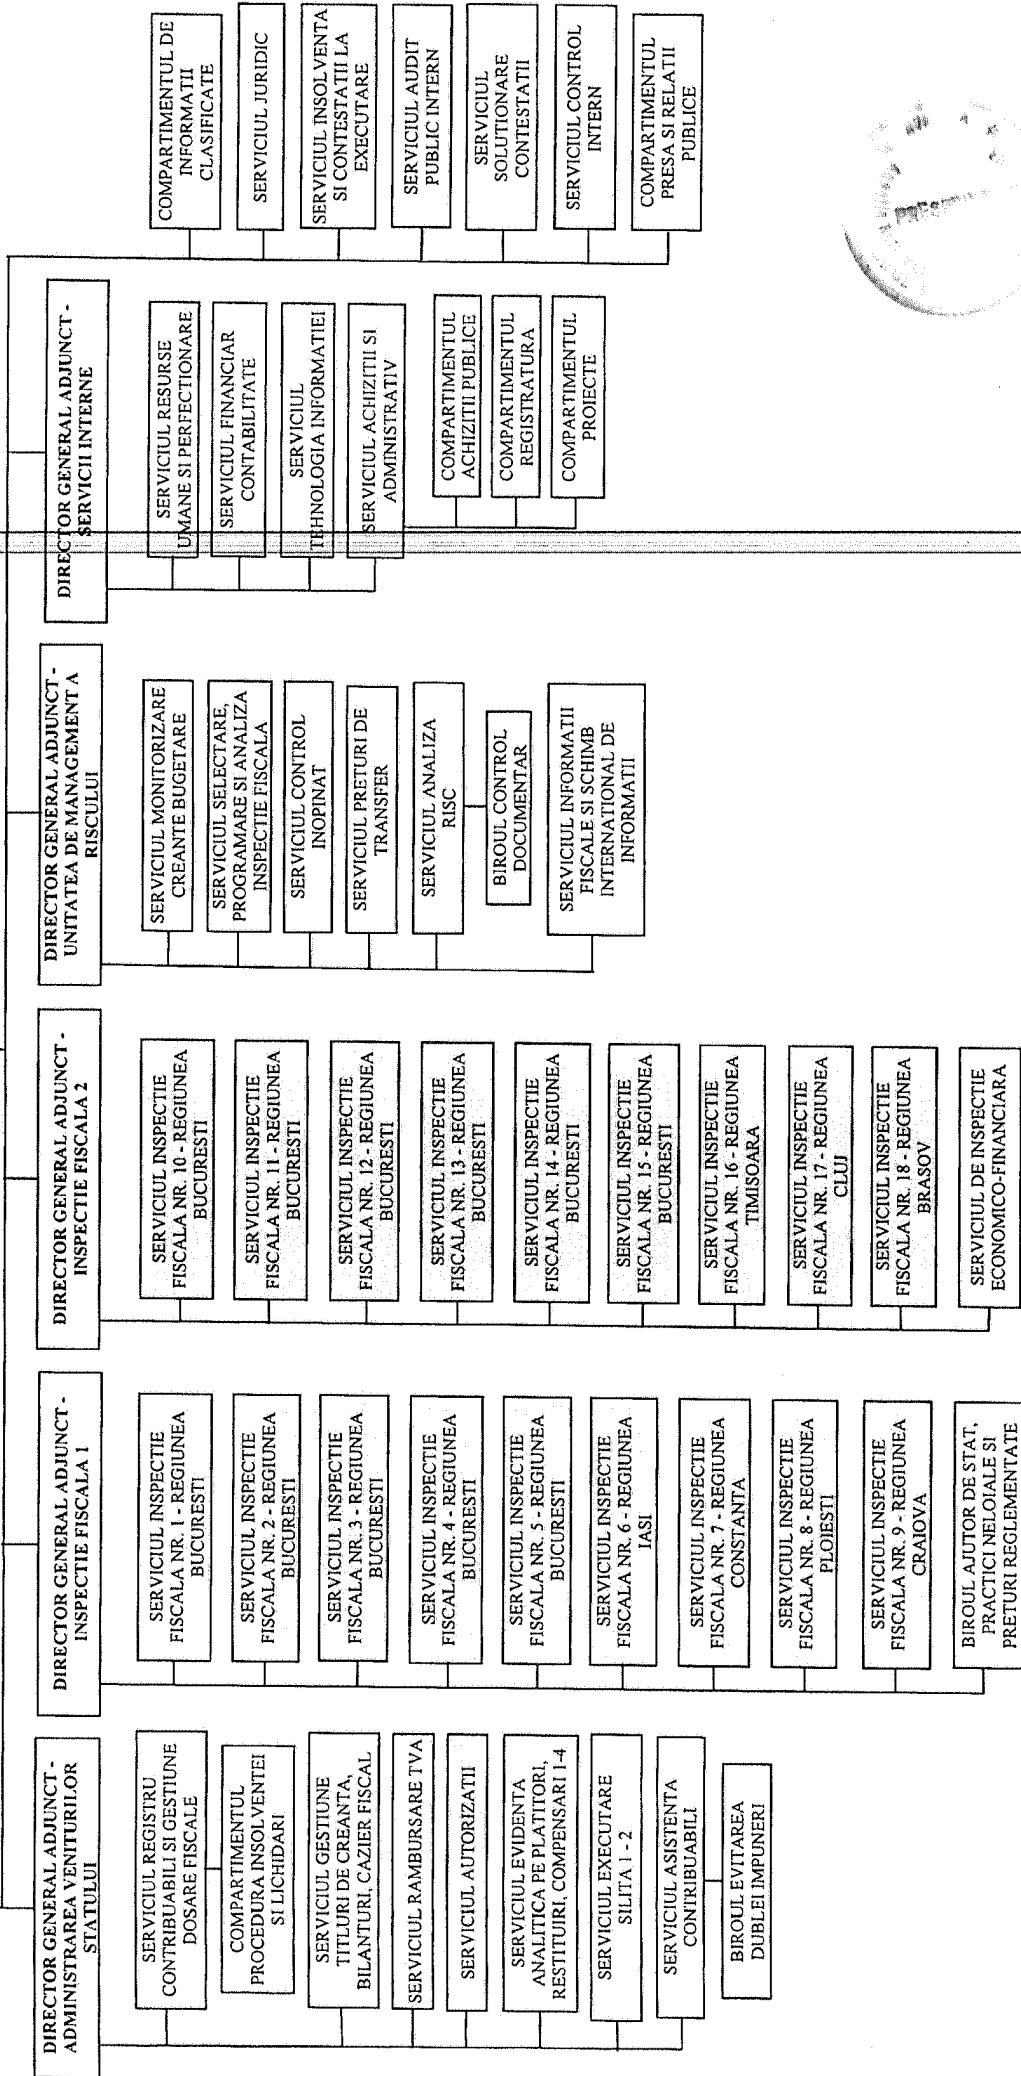 DIRECTOR GENERAL ADJUNCT -
ADMINISTRAREA VENITURILOR
STATULUI
SERVICIUL REGISTRU
CONTRIBUABILI SI GESTIUNE
DOSARE FISCALE
COMPARTIMENTUL
PROCEDURA INSOLVENTEI
SI LICHIDARI
SERVICIUL GESTIUNE
TITLURI DE CREANTA,
BILANTURI, CAZIER FISCAL
SERVICIUL RAMBURSARE TVA
SERVICIUL AUTORIZATII
SERVICIUL EVIDENTA
ANALITICA PE PLATITORI,
RESTITUIRI, COMPENSARI 1-4
SERVICIUL EXECUTARE
SILITA 1 - 2
SERVICIUL ASISTENTA
CONTRIBUABILI
BIROUL EVITAREA
DUBLEI IMPUNERI
DIRECTOR GENERAL ADJUNCT -
INSPECTIE FISCALA 1
SERVICIUL INSPECTIE
FISCALA NR. 1 - REGIUNEA
BUCURESTI
SERVICIUL INSPECTIE
FISCALA NR. 2 - REGIUNEA
BUCURESTI
SERVICIUL INSPECTIE
FISCALA NR. 3 - REGIUNEA
BUCURESTI
SERVICIUL INSPECTIE
FISCALA NR. 4 - REGIUNEA
BUCURESTI
SERVICIUL INSPECTIE
FISCALA NR. 5 - REGIUNEA
BUCURESTI
SERVICIUL INSPECTIE
FISCALA NR. 6 - REGIUNEA
IASI
SERVICIUL INSPECTIE
FISCALA NR. 7 - REGIUNEA
CONSTANTA
SERVICIUL INSPECTIE
FISCALA NR. 8 - REGIUNEA
PLOIESTI
SERVICIUL INSPECTIE
FISCALA NR. 9 - REGIUNEA
CRAIOVA
BIROUL AJUTOR DE STAT,
PRACTICI NELOIALE SI
PRETURI REGLEMENTATE
DIRECTOR GENERAL ADJUNCT -
INSPECTIE FISCALA 2
SERVICIUL INSPECTIE
FISCALA NR. 10 - REGIUNEA
BUCURESTI
SERVICIUL INSPECTIE
FISCALA NR. 11 - REGIUNEA
BUCURESTI
SERVICIUL INSPECTIE
FISCALA NR. 12 - REGIUNEA
BUCURESTI
SERVICIUL INSPECTIE
FISCALA NR. 13 - REGIUNEA
BUCURESTI
SERVICIUL INSPECTIE
FISCALA NR. 14 - REGIUNEA
BUCURESTI
SERVICIUL INSPECTIE
FISCALA NR. 15 - REGIUNEA
BUCURESTI
SERVICIUL INSPECTIE
FISCALA NR. 16 - REGIUNEA
TIMISOARA
SERVICIUL INSPECTIE
FISCALA NR. 17 - REGIUNEA
CLUJ
SERVICIUL INSPECTIE
FISCALA NR. 18 - REGIUNEA
BRASOV
SERVICIUL DE INSPECTIE
ECONOMICO-FINANCIARA
DIRECTOR GENERAL ADJUNCT -
UNITATEA DE MANAGEMENT A
RISCULUI
SERVICIUL MONITORIZARE
CREANTE BUGETARE
SERVICIUL SELECTARE,
PROGRAMARE SI ANALIZA
INSPECTIE FISCALA
SERVICIUL CONTROL
INOPINAT
SERVICIUL PRETURI DE
TRANSFER
SERVICIUL ANALIZA
RISC
BIROUL CONTROL
DOCUMENTAR
SERVICIUL INFORMATII
FISCALE SI SCHIMB
INTERNATIONAL DE
INFORMATII
DIRECTOR GENERAL ADJUNCT -
SERVICII INTERNE
SERVICIUL RESURSE
UMANE SI PERFECTIONARE
SERVICIUL FINANCIAR
CONTABILITATE
SERVICIUL
TEHNOLOGIA INFORMATIEI
SERVICIUL ACHIZITII SI
ADMINISTRATIV
COMPARTIMENTUL
ACHIZITII PUBLICE
COMPARTIMENTUL
REGISTRATURA
COMPARTIMENTUL
PROIECTE
COMPARTIMENTUL DE
INFORMATII
CLASIFICATE
SERVICIUL JURIDIC
SERVICIUL INSOLVENTA
SI CONTESTATII LA
EXECUTARE
SERVICIUL AUDIT
PUBLIC INTERN
SERVICIUL
SOLUTIONARE
CONTESTATII
SERVICIUL CONTROL
INTERN
COMPARTIMENTUL
PRESA SI RELATII
PUBLICE